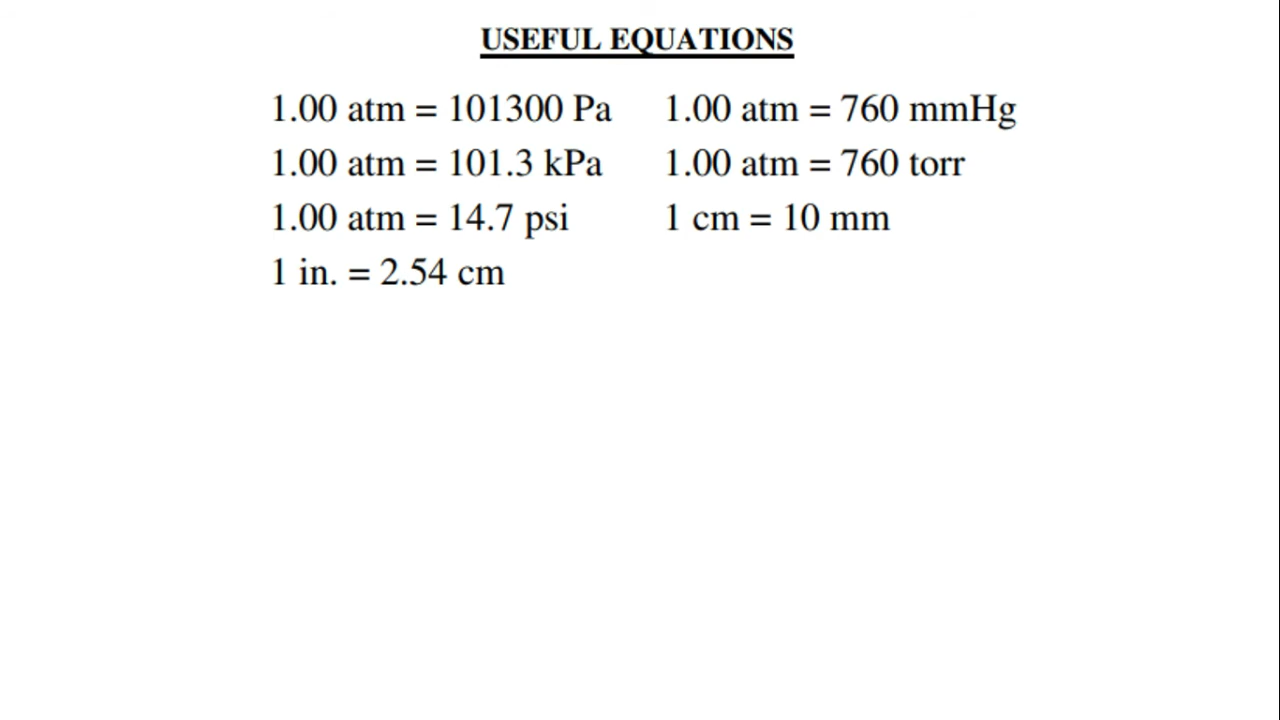 USEFUL EQUATIONS
1.00 atm = 101300 Pa 1.00 atm = 760 mmHg
1.00 atm = 101.3 kPa 1.00 atm = 760 torr
1.00 atm = 14.7 psi 1 cm = 10 mm
1 in. = 2.54 cm